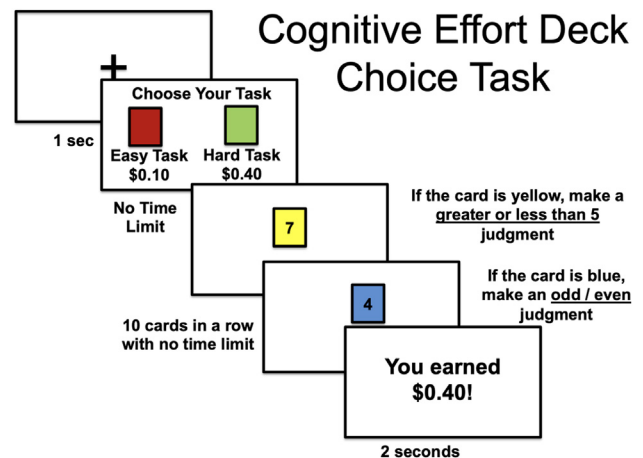 Cognitive Effort Deck
Choice Task
+
Choose Your Task
Easy Task Hard Task
$0.10 $0.40
1 sec
No Time
Limit
7
If the card is yellow, make a
greater or less than 5
judgment
4
If the card is blue,
make an odd / even
judgment
10 cards in a row
with no time limit
You earned
$0.40!
2 seconds